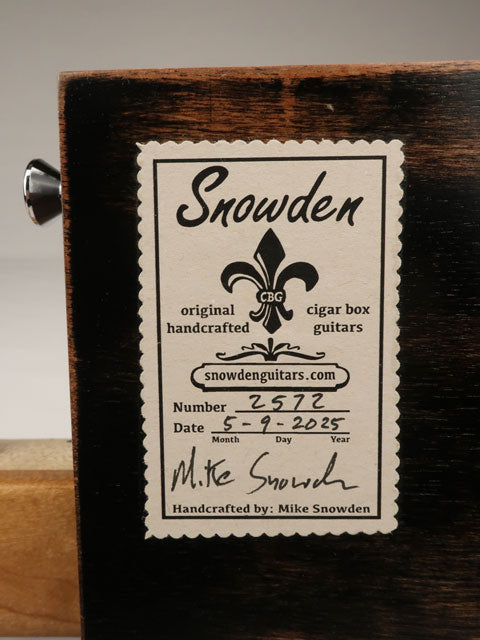 Snowden
CBG
original cigar box
handcrafted guitars
snowdenguitars.com
Number 2572
Date 5-9-2025
Month Day Year
Mike Snowden
Handcrafted by: Mike Snowden